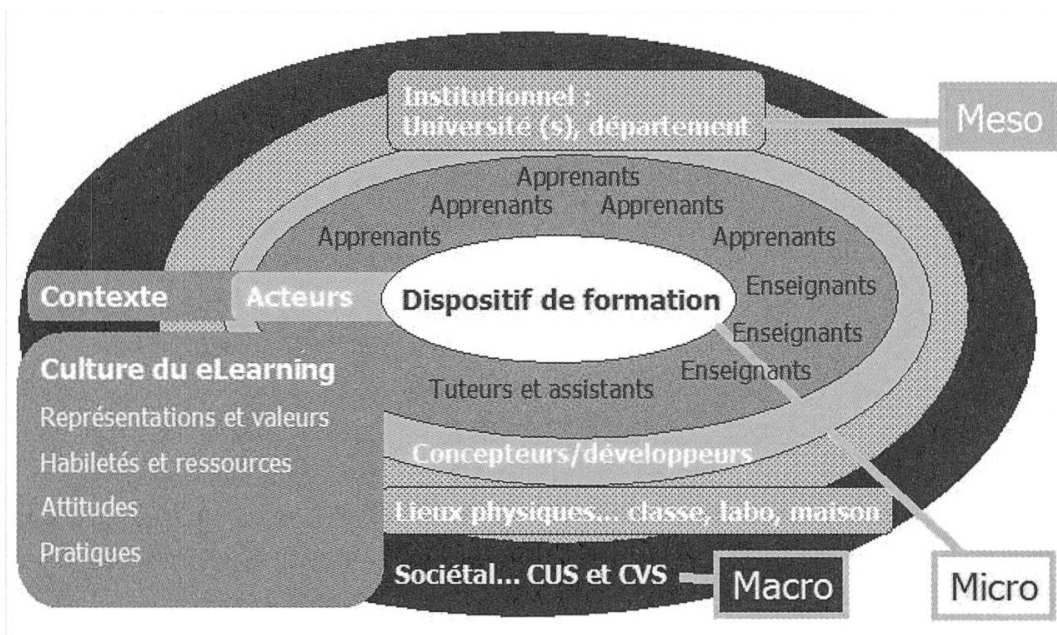 Institutionnel :
Université (s), département
Meso
Apprenants
Apprenants Apprenants
Apprenants Apprenants
Contexte Acteurs Dispositif de formation Enseignants
Enseignants
Enseignants
Culture du eLearning
Représentations et valeurs
Habiletés et ressources
Attitudes
Pratiques
Tuteurs et assistants
Concepteurs/développeurs
Lieux physiques... classe, labo, maison
Sociétal... CUS et CVS
Macro
Micro